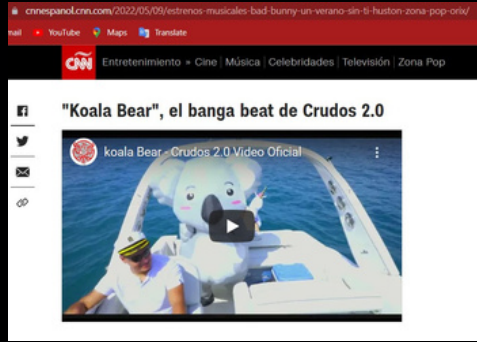 cnnespanol.cnn.com/2022/05/09/estrenos-musicales-bad-bunny-un-verano-sin-ti-huston-zona-pop-orix/
mail YouTube Maps Translate
CNN Entretenimiento » Cine | Música | Celebridades | Televisión | Zona Pop
"Koala Bear", el banga beat de Crudos 2.0
koala Bear - Crudos 2.0 Video Oficial